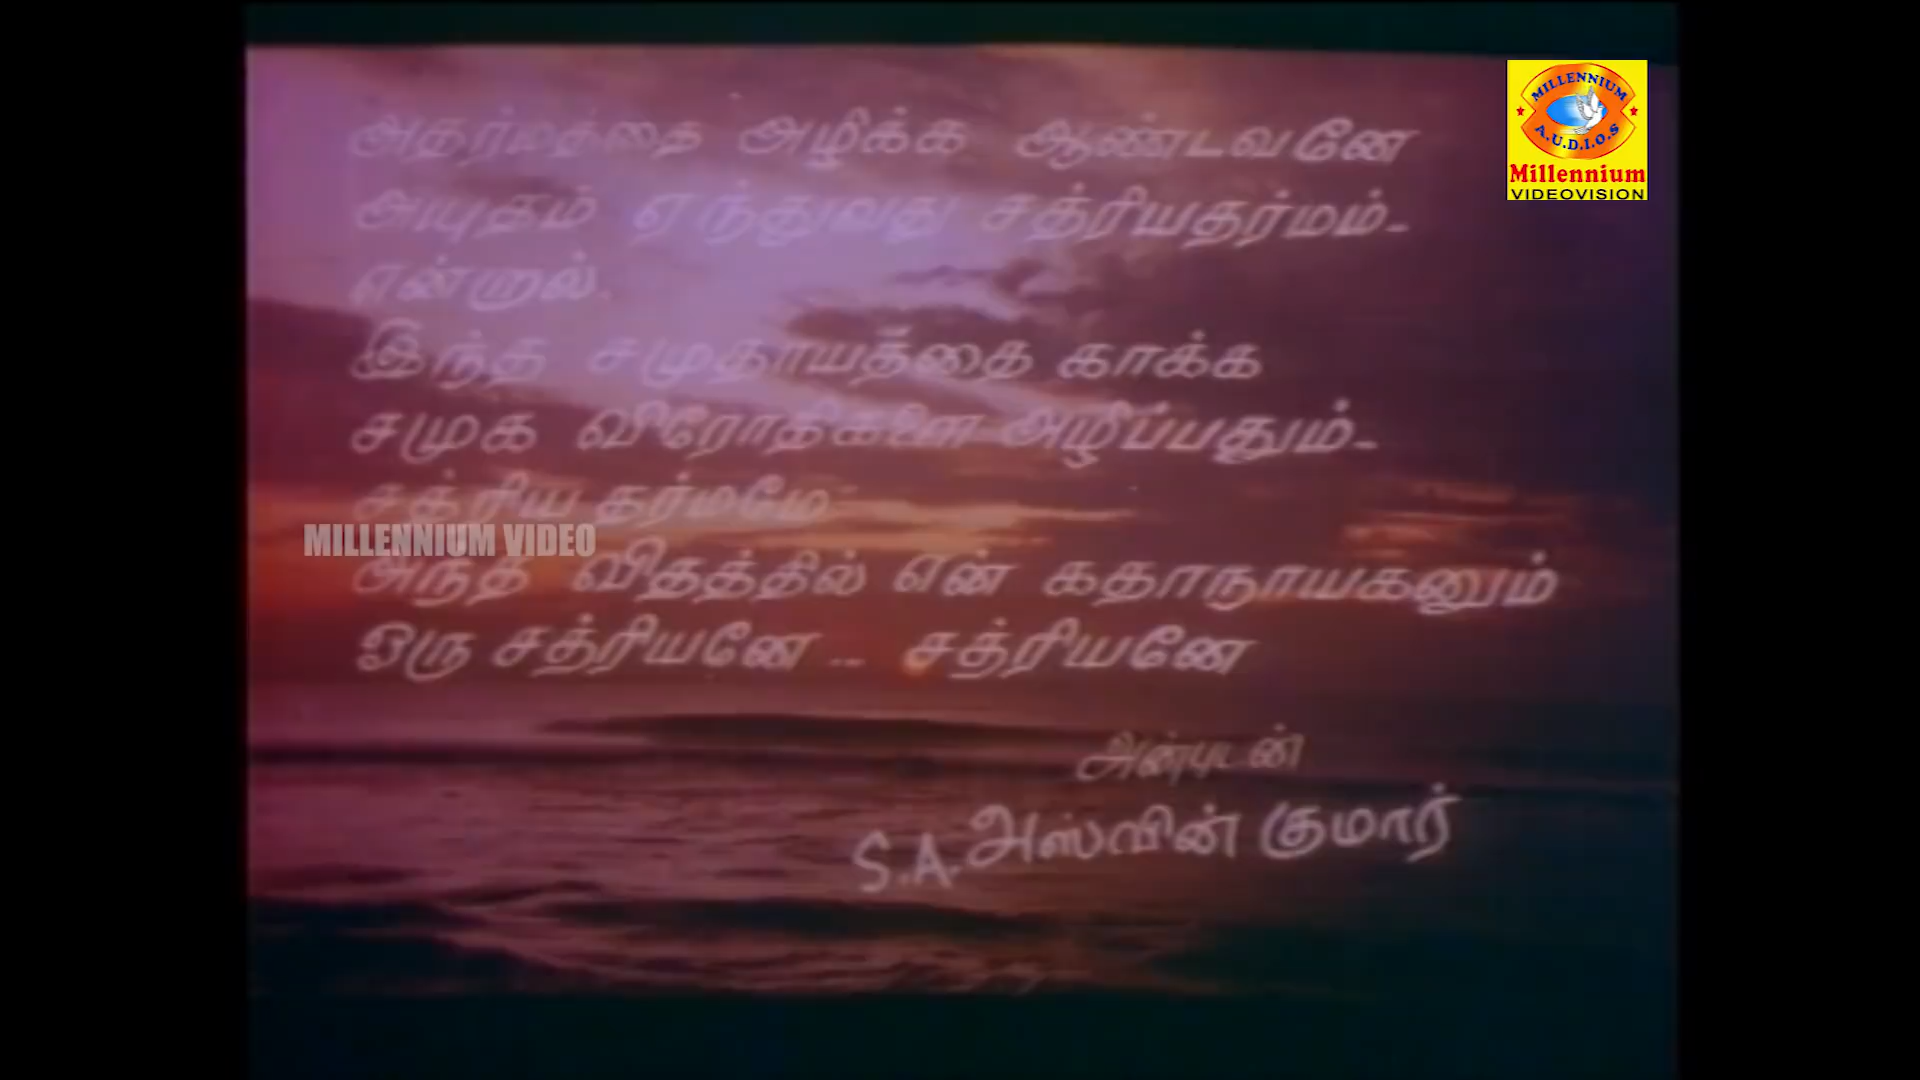 MILLENNIUM
A.U.D.I.O.S
Millennium
VIDEOVISION
அதர்மத்தை அழிக்க ஆண்டவனே
அயுதம் ஏந்துவது சத்ரியதர்மம்-
என்றால்.
இந்த சமுதாயத்தை காக்க
சமுக விரோதிகளை அழிப்பதும்-
சத்ரிய தர்மமே
MILLENNIUM VIDEO
அந்த விதத்தில் என் கதாநாயகனும்
ஒரு சத்ரியனே -- சத்ரியனே
அன்புடன்
S.A. அஸ்வின் குமார்